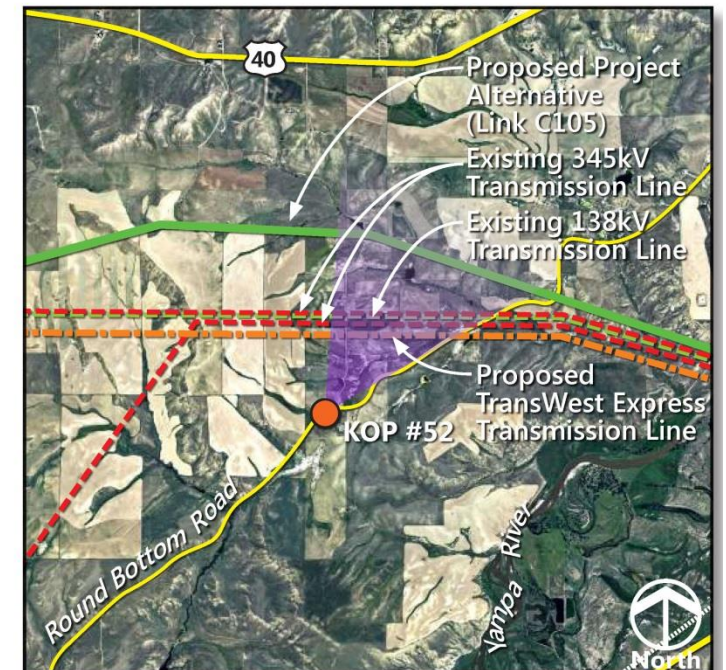 40
Proposed Project
Alternative
(Link C105)
Existing 345kV
Transmission Line
Existing 138kV
Transmission Line
Proposed
TransWest Express
Transmission Line
KOP #52
Round Bottom Road
Yampa River
North